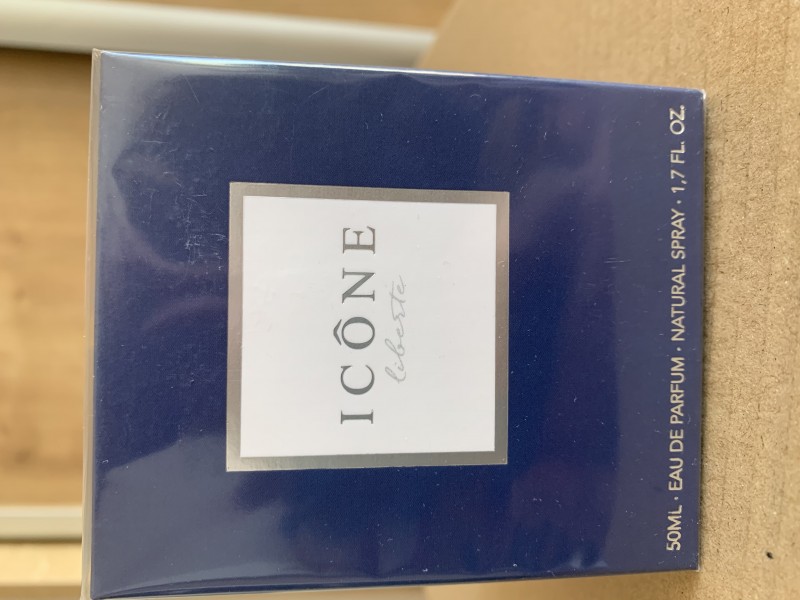 ICÔNE
liberté
50ML · EAU DE PARFUM · NATURAL SPRAY · 1,7 FL. OZ.